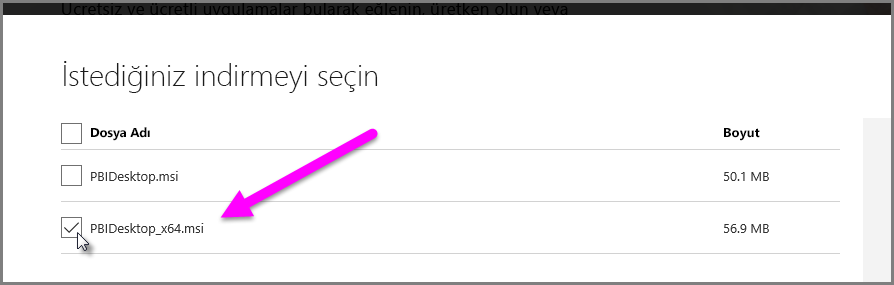 Ücretsiz ve ücretli uygulamalar bularak eğlenin, üretken olun veya
İstediğiniz indirmeyi seçin
Dosya Adı Boyut
PBIDesktop.msi 50.1 MB
PBIDesktop_x64.msi 56.9 MB